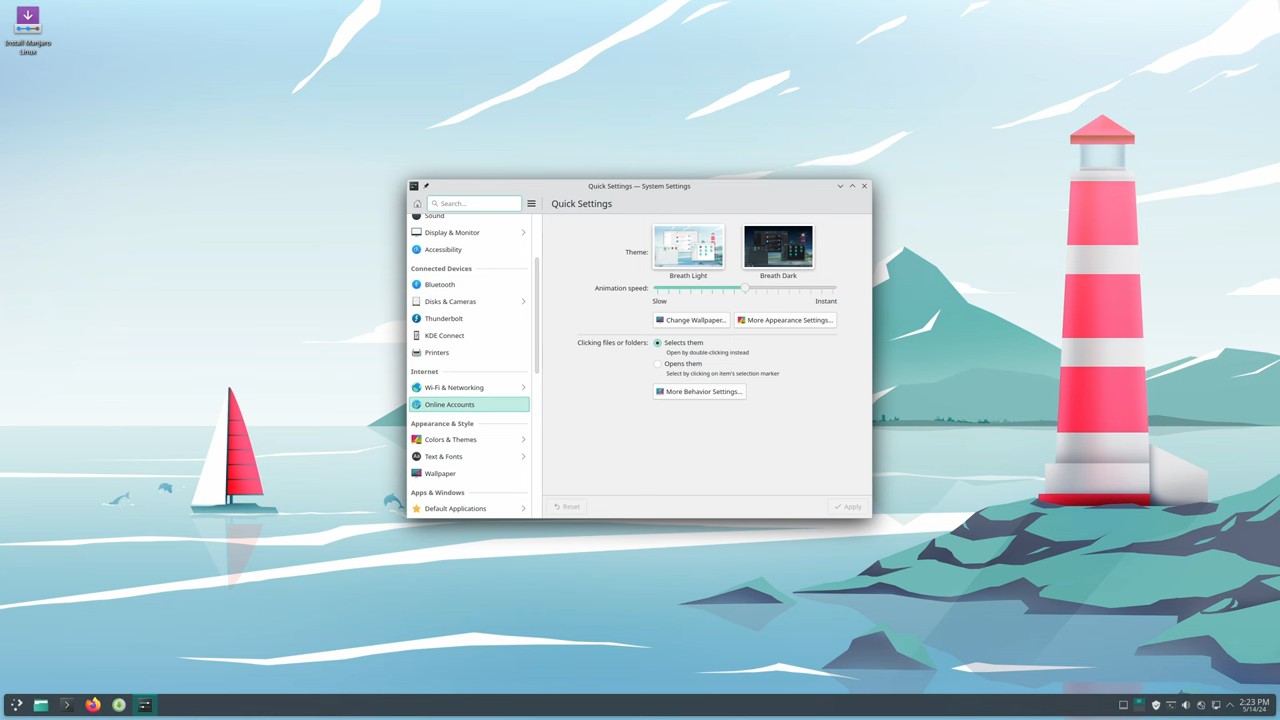 Install Manjaro
Linux
Quick Settings — System Settings
Search...
Quick Settings
Sound
Display & Monitor
Accessibility
Connected Devices
Bluetooth
Disks & Cameras
Thunderbolt
KDE Connect
Printers
Internet
Wi-Fi & Networking
Online Accounts
Appearance & Style
Colors & Themes
Aa Text & Fonts
Wallpaper
Apps & Windows
Default Applications
Theme:
Breath Light
Breath Dark
Animation speed:
Slow
Instant
Change Wallpaper...
More Appearance Settings...
Clicking files or folders:
Selects them
Open by double-clicking instead
Opens them
Select by clicking on item's selection marker
More Behavior Settings...
Reset
Apply
2:23 PM
5/14/24